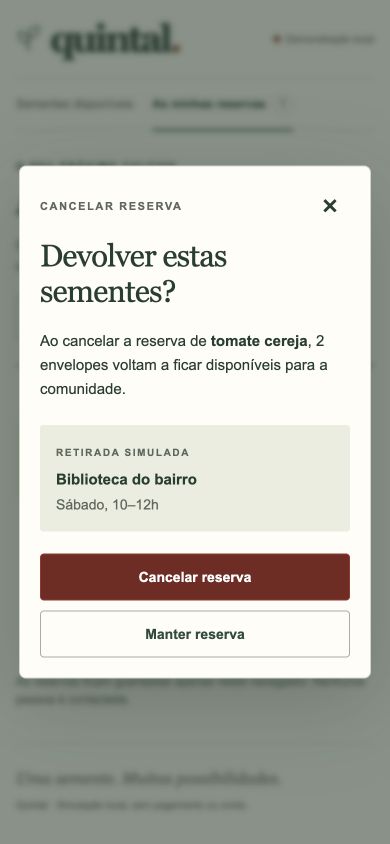 quintal.
Sementes disponíveis As minhas reservas
CANCELAR RESERVA
Devolver estas
sementes?
Ao cancelar a reserva de tomate cereja, 2
envelopes voltam a ficar disponíveis para a
comunidade.
RETIRADA SIMULADA
Biblioteca do bairro
Sábado, 10–12h
Cancelar reserva
Manter reserva
Uma semente. Muitas possibilidades.